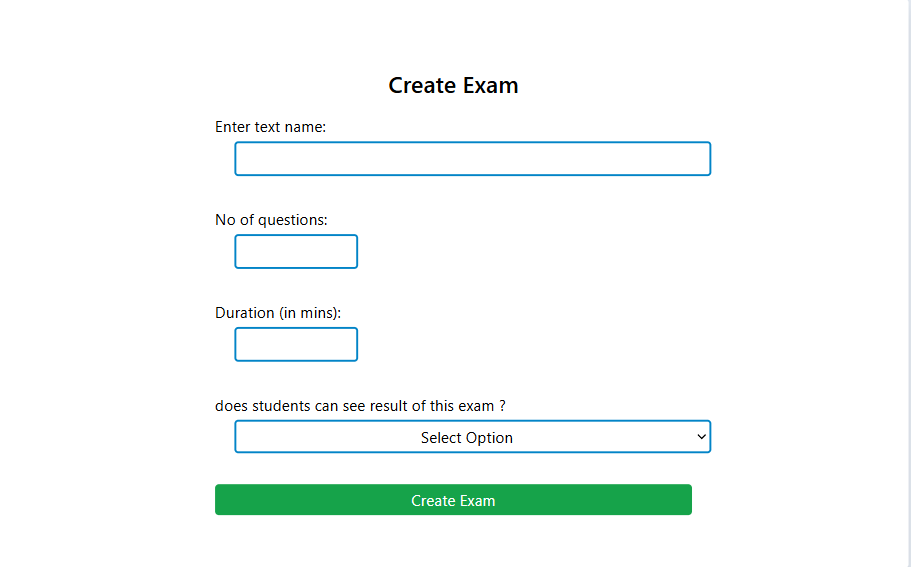 Create Exam
Enter text name:
No of questions:
Duration (in mins):
does students can see result of this exam ?
Select Option
Create Exam